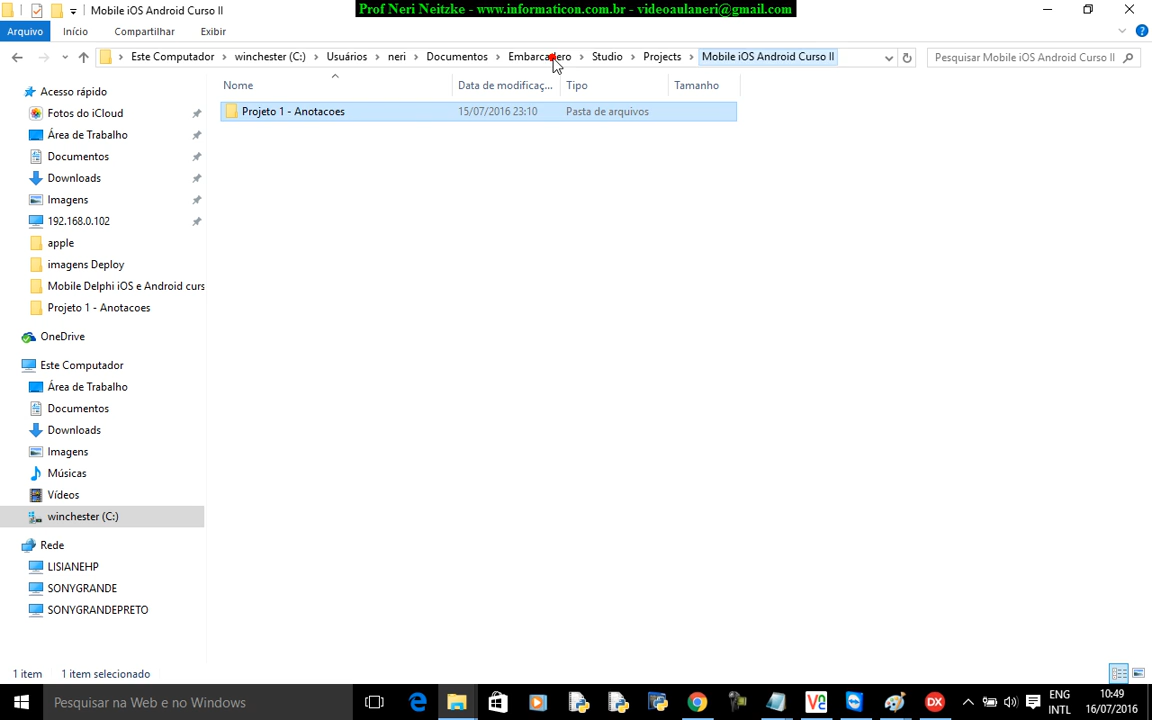 Mobile iOS Android Curso II
Prof Neri Neitzke - www.informaticon.com.br - videoaulaneri@gmail.com
Arquivo Início Compartilhar Exibir
Este Computador > winchester (C:) > Usuários > neri > Documentos > Embarcadero > Studio > Projects > Mobile iOS Android Curso II
Pesquisar Mobile iOS Android Curso II
Nome Data de modificaç... Tipo Tamanho
Projeto 1 - Anotacoes 15/07/2016 23:10 Pasta de arquivos
Acesso rápido
Fotos do iCloud
Área de Trabalho
Documentos
Downloads
Imagens
192.168.0.102
apple
imagens Deploy
Mobile Delphi iOS e Android curs
Projeto 1 - Anotacoes
OneDrive
Este Computador
Área de Trabalho
Documentos
Downloads
Imagens
Músicas
Vídeos
winchester (C:)
Rede
LISIANEHP
SONYGRANDE
SONYGRANDEPRETO
1 item 1 item selecionado
Pesquisar na Web e no Windows
DX
ENG
INTL
10:49
16/07/2016